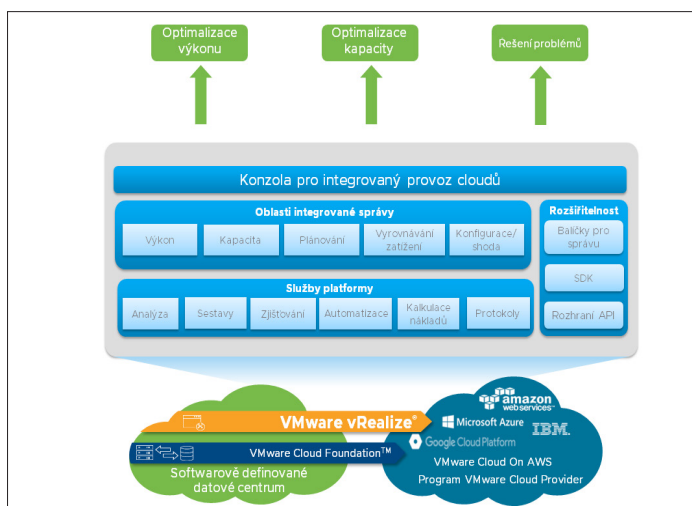 Optimalizace
výkonu
Optimalizace
kapacity
Rešení problémů
Konzola pro integrovaný provoz cloudů
Oblasti integrované správy
Výkon
Kapacita
Plánování
Vyrovnávání
zatížení
Konfigurace/
shoda
Služby platformy
Analýza
Sestavy
Zjišťování
Automatizace
Kalkulace
nákladů
Protokoly
Rozšiřitelnost
Balíčky pro
správu
SDK
Rozhraní API
VMware vRealize®
VMware Cloud Foundation™
Softwarově definované
datové centrum
amazon
webservices™
Microsoft Azure
IBM.
Google Cloud Platform
VMware Cloud On AWS
Program VMware Cloud Provider